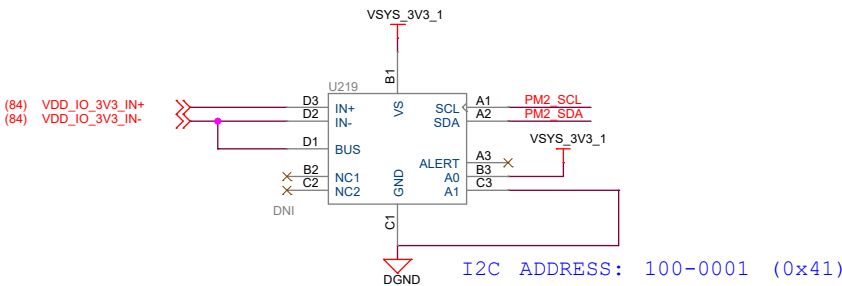 VSYS_3V3_1
U219
B1
VS
(84) VDD_IO_3V3_IN+
D3
IN+
SCL
A1
PM2_SCL
(84) VDD_IO_3V3_IN-
D2
IN-
SDA
A2
PM2_SDA
VSYS_3V3_1
D1
BUS
ALERT
A3
B2
NC1
A0
B3
C2
NC2
GND
A1
C3
DNI
C1
DGND
I2C ADDRESS: 100-0001 (0x41)